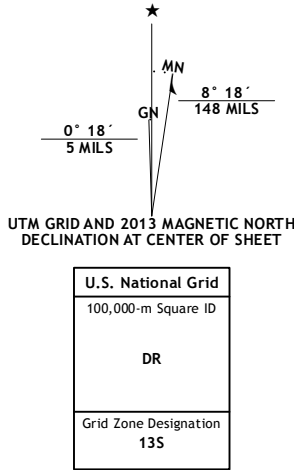 ★
MN
GN
8° 18´
148 MILS
0° 18´
5 MILS
UTM GRID AND 2013 MAGNETIC NORTH
DECLINATION AT CENTER OF SHEET
U.S. National Grid
100,000-m Square ID
DR
Grid Zone Designation
13S